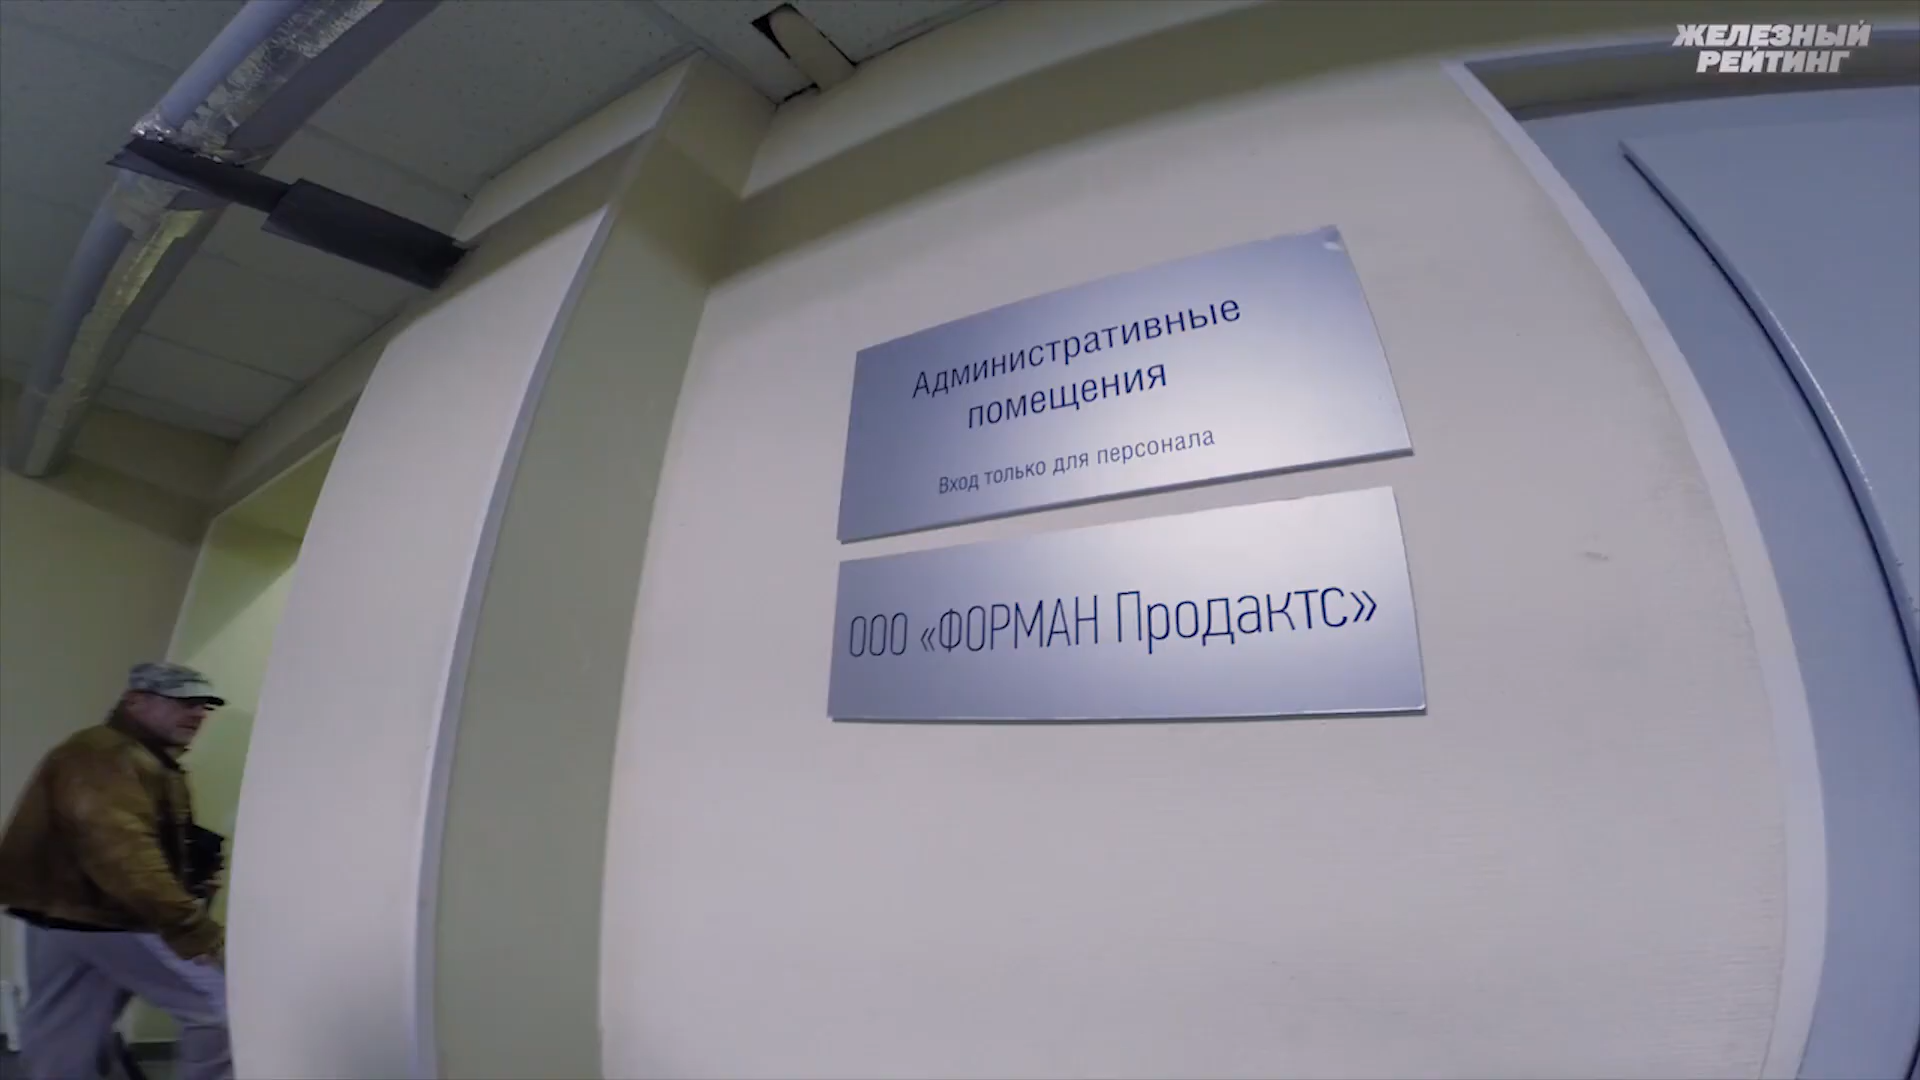 ЖЕЛЕЗНЫЙ
РЕЙТИНГ
Административные
помещения
Вход только для персонала
ООО «ФОРМАН Продактс»